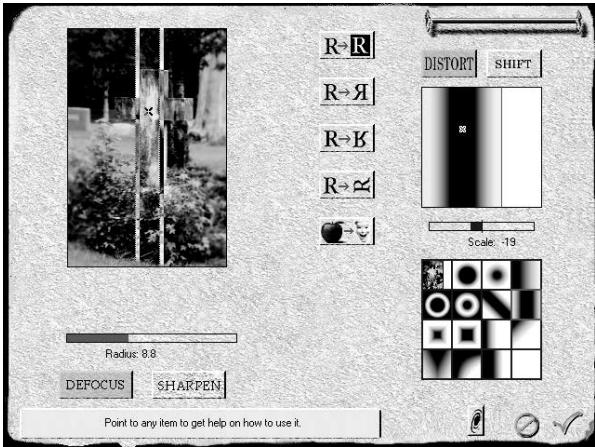 R→R
DISTORT SHIFT
R→Я
R→R
R→R
Scale: -19
Radius: 8.8
DEFOCUS SHARPEN
Point to any item to get help on how to use it.